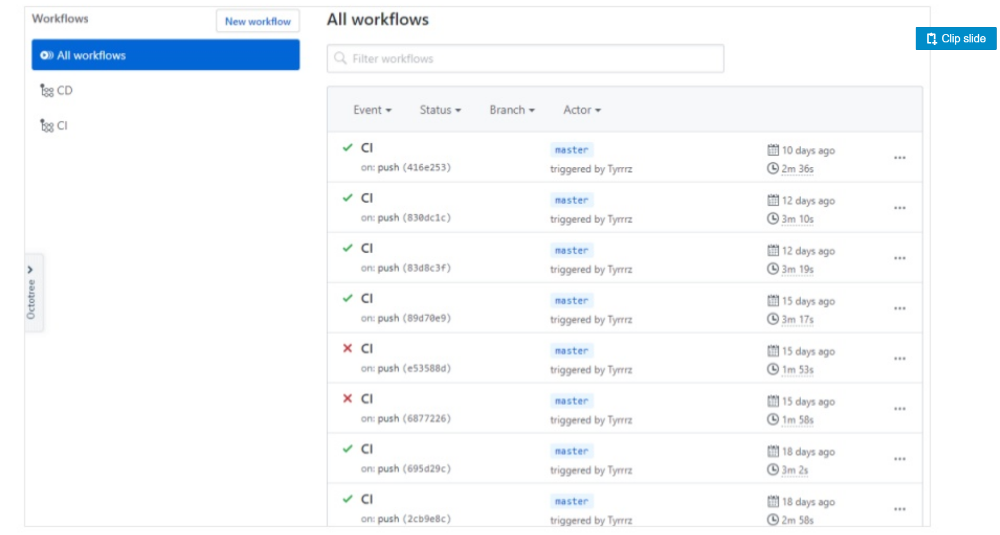 Workflows
New workflow
All workflows
CD
CI
Octotree
All workflows
Filter workflows
Clip slide
Event Status Branch Actor
CI master 10 days ago
on: push (416e253) triggered by Tyrrrz 2m 36s
CI master 12 days ago
on: push (830dc1c) triggered by Tyrrrz 3m 10s
CI master 12 days ago
on: push (83d8c3f) triggered by Tyrrrz 3m 19s
CI master 15 days ago
on: push (89d70e9) triggered by Tyrrrz 3m 17s
CI master 15 days ago
on: push (e53588d) triggered by Tyrrrz 1m 53s
CI master 15 days ago
on: push (6877226) triggered by Tyrrrz 1m 58s
CI master 18 days ago
on: push (695d29c) triggered by Tyrrrz 3m 2s
CI master 18 days ago
on: push (2cb9e8c) triggered by Tyrrrz 2m 58s